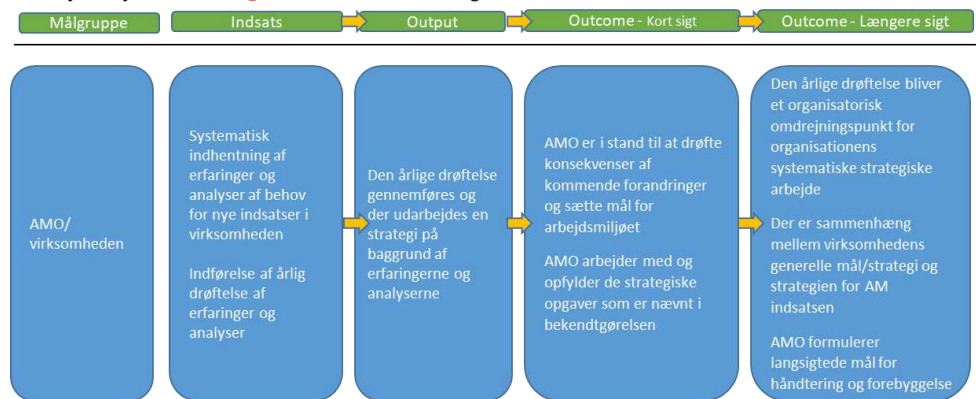 Målgruppe
Indsats
Output
Outcome - Kort sigt
Outcome - Længere sigt
AMO/
virksomheden
Systematisk
indhentning af
erfaringer og
analyser af behov
for nye indsatser i
virksomheden
Indførelse af årlig
drøftelse af
erfaringer og
analyser
Den årlige drøftelse
gennemføres og
der udarbejdes en
strategi på
baggrund af
erfaringerne og
analyserne
AMO er i stand til at drøfte
konsekvenser af
kommende forandringer
og sætte mål for
arbejdsmiljøet
AMO arbejder med og
opfylder de strategiske
opgaver som er nævnt i
bekendtgørelsen
Den årlige drøftelse bliver
et organisatorisk
omdrejningspunkt for
organisationens
systematiske strategiske
arbejde
Der er sammenhæng
mellem virksomhedens
generelle mål/strategi og
strategien for AM
indsatsen
AMO formulerer
langsigtede mål for
håndtering og forebyggelse